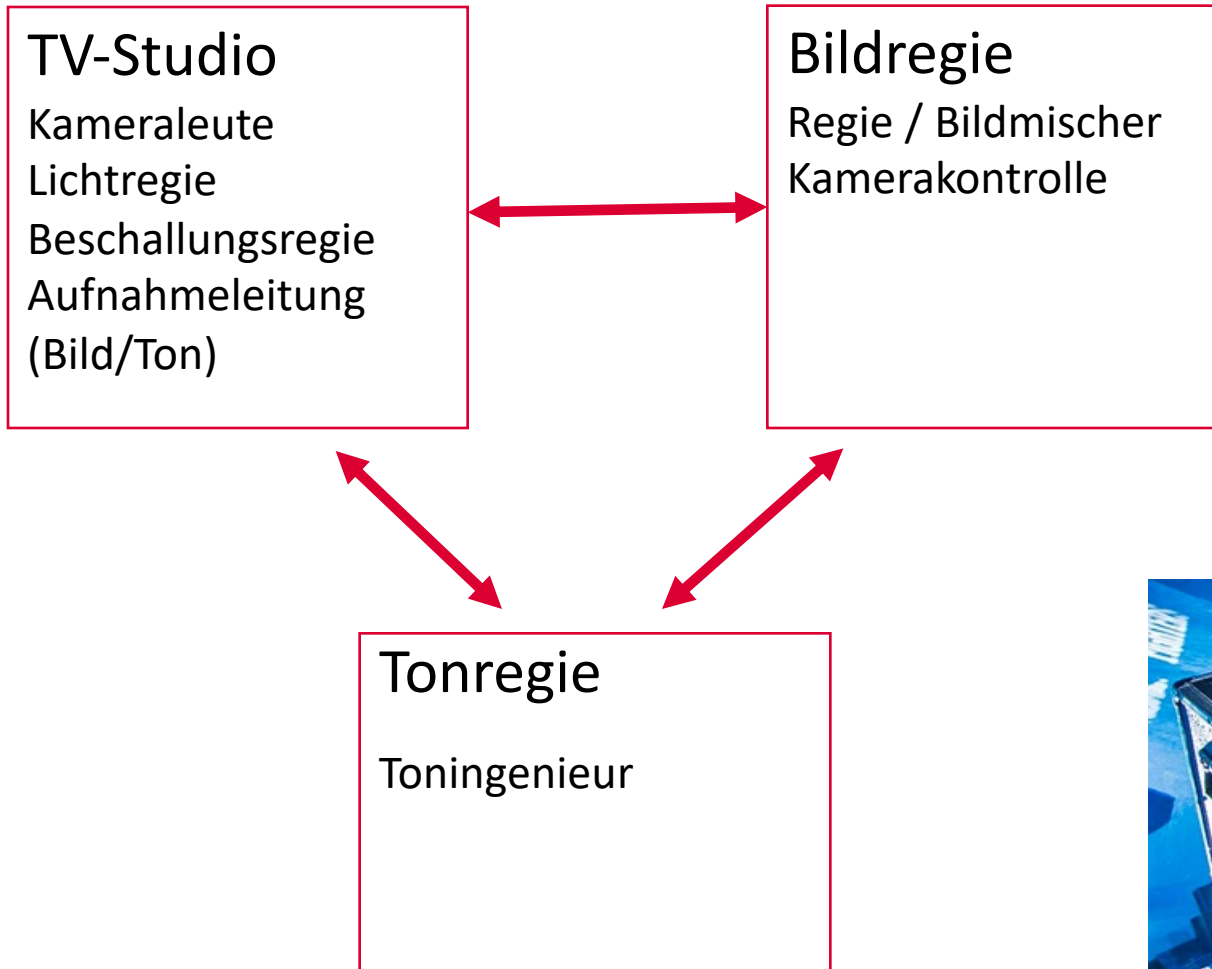 TV-Studio
Kameraleute
Lichtregie
Beschallungsregie
Aufnahmeleitung
(Bild/Ton)
Bildregie
Regie / Bildmischer
Kamerakontrolle
Tonregie
Toningenieur